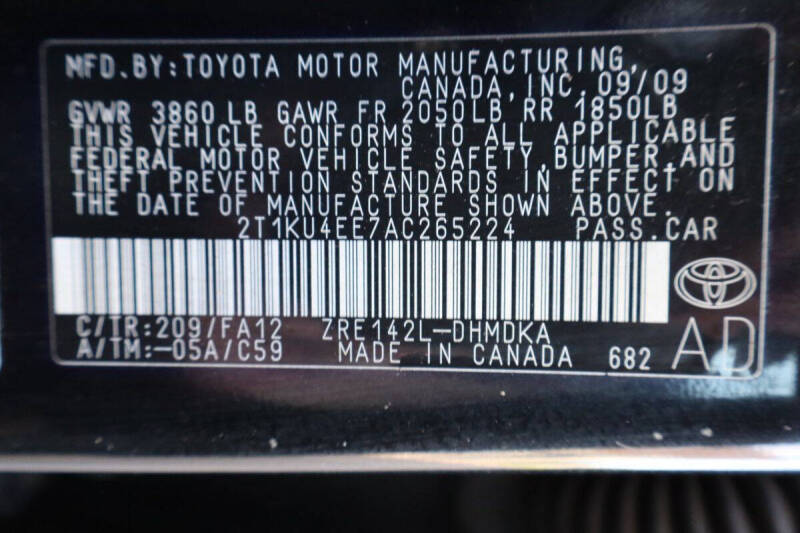 MFD.BY:TOYOTA MOTOR MANUFACTURING,
CANADA,INC.09/09
GVWR 3860LB GAWR FR 2050LB RR 1850LB
THIS VEHICLE CONFORMS TO ALL APPLICABLE
FEDERAL MOTOR VEHICLE SAFETY,BUMPER,AND
THEFT PREVENTION STANDARDS IN EFFECT ON
THE DATE OF MANUFACTURE SHOWN ABOVE.
2T1KU4EE7AC265224 PASS.CAR
C/TR:209/FA12 ZRE142L-DHMDKA
A/TM:-05A/C59 MADE IN CANADA 682 AD